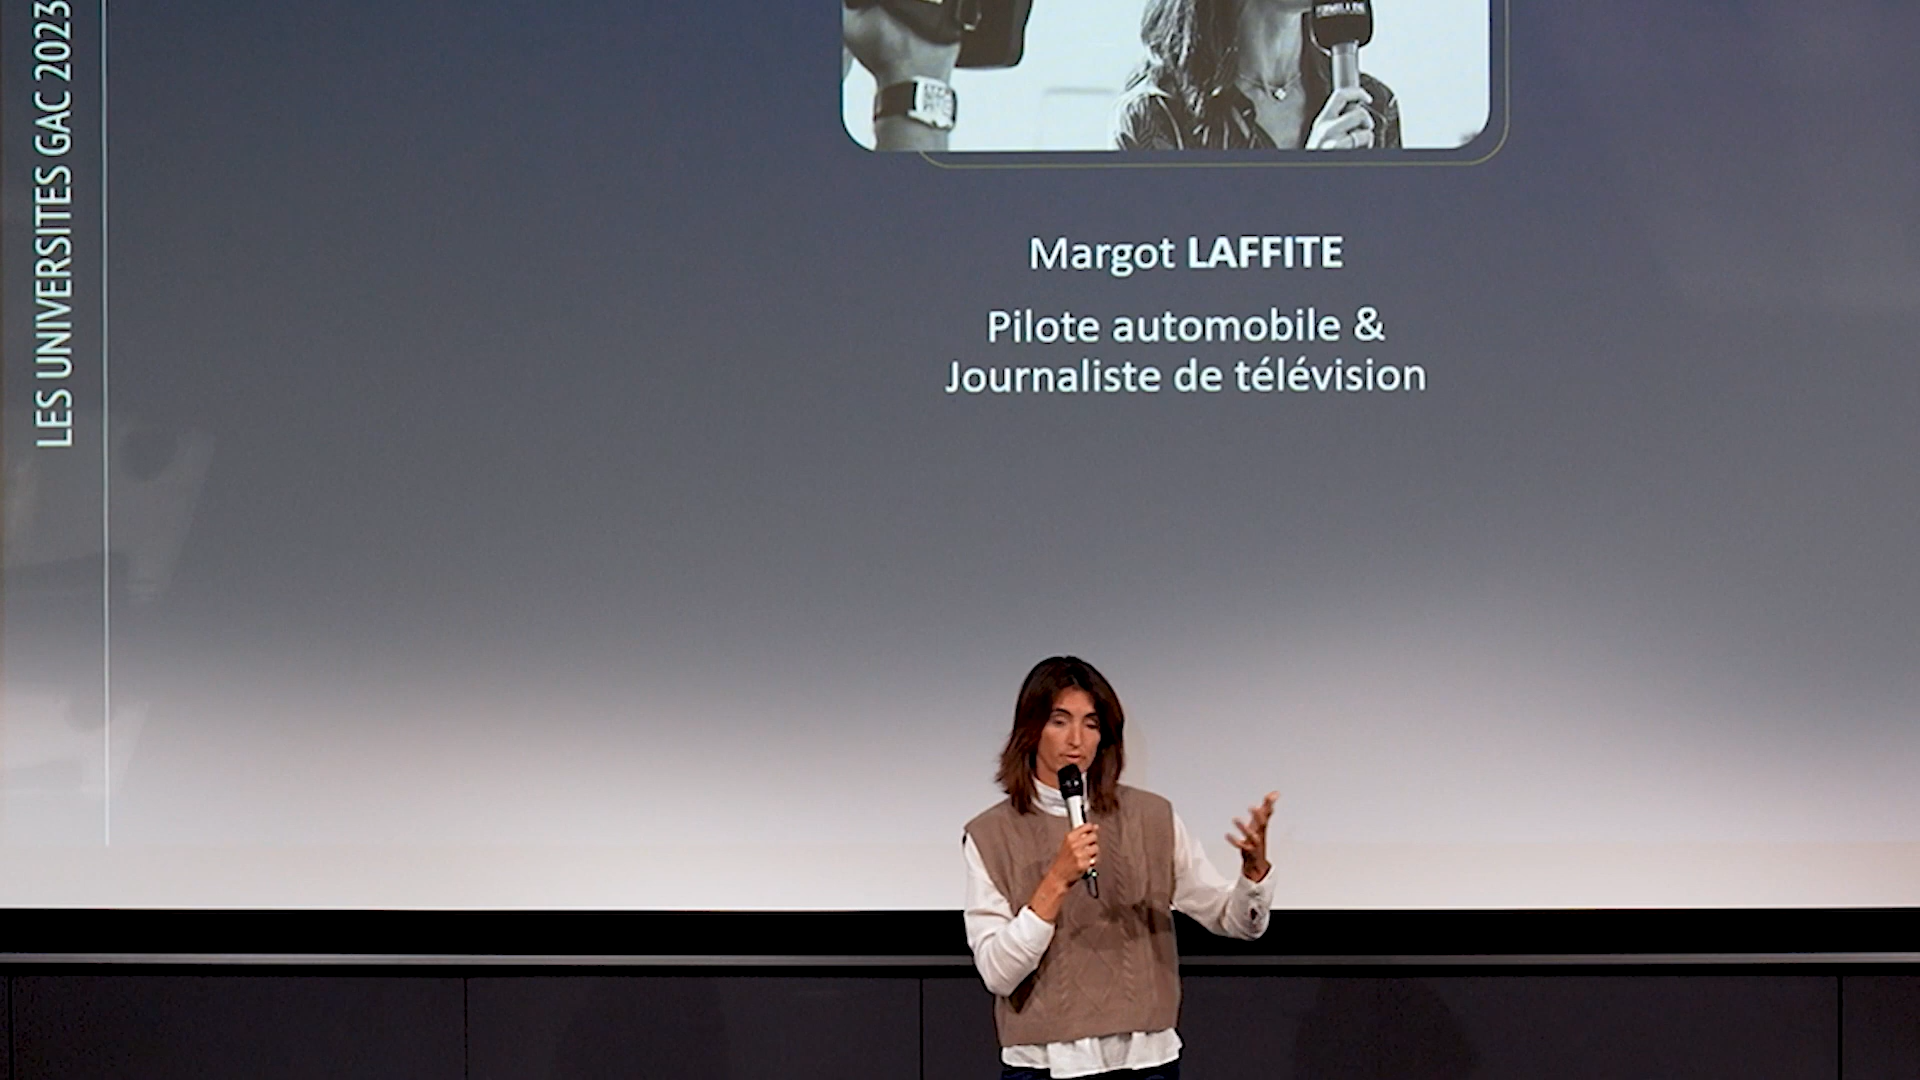 LES UNIVERSITES GAC 2023
Margot LAFFITE
Pilote automobile &
Journaliste de télévision